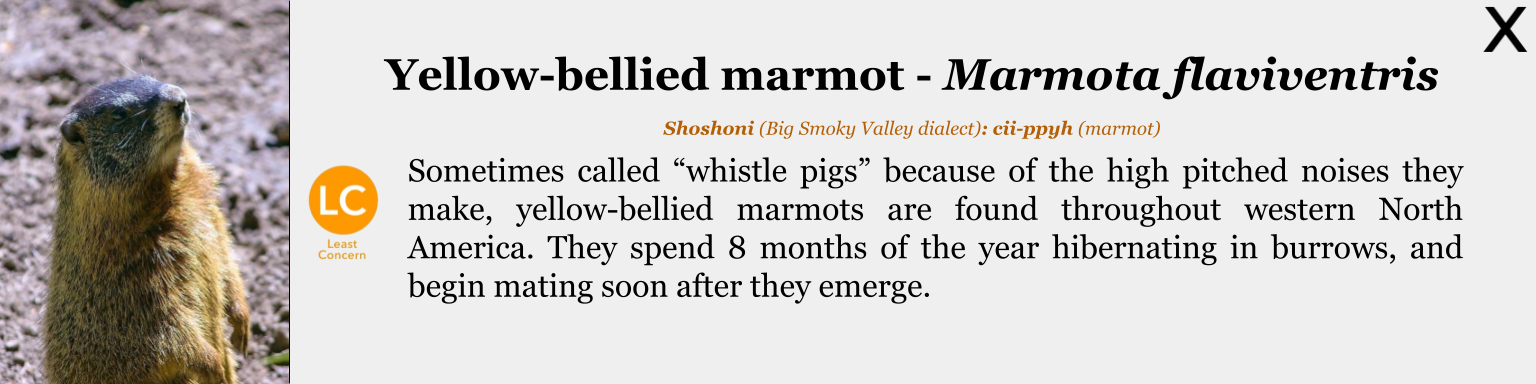 X
Yellow-bellied marmot - Marmota flaviventris
Shoshoni (Big Smoky Valley dialect): cii-ppyh (marmot)
LC
Least
Concern
Sometimes called “whistle pigs” because of the high pitched noises they
make, yellow-bellied marmots are found throughout western North
America. They spend 8 months of the year hibernating in burrows, and
begin mating soon after they emerge.